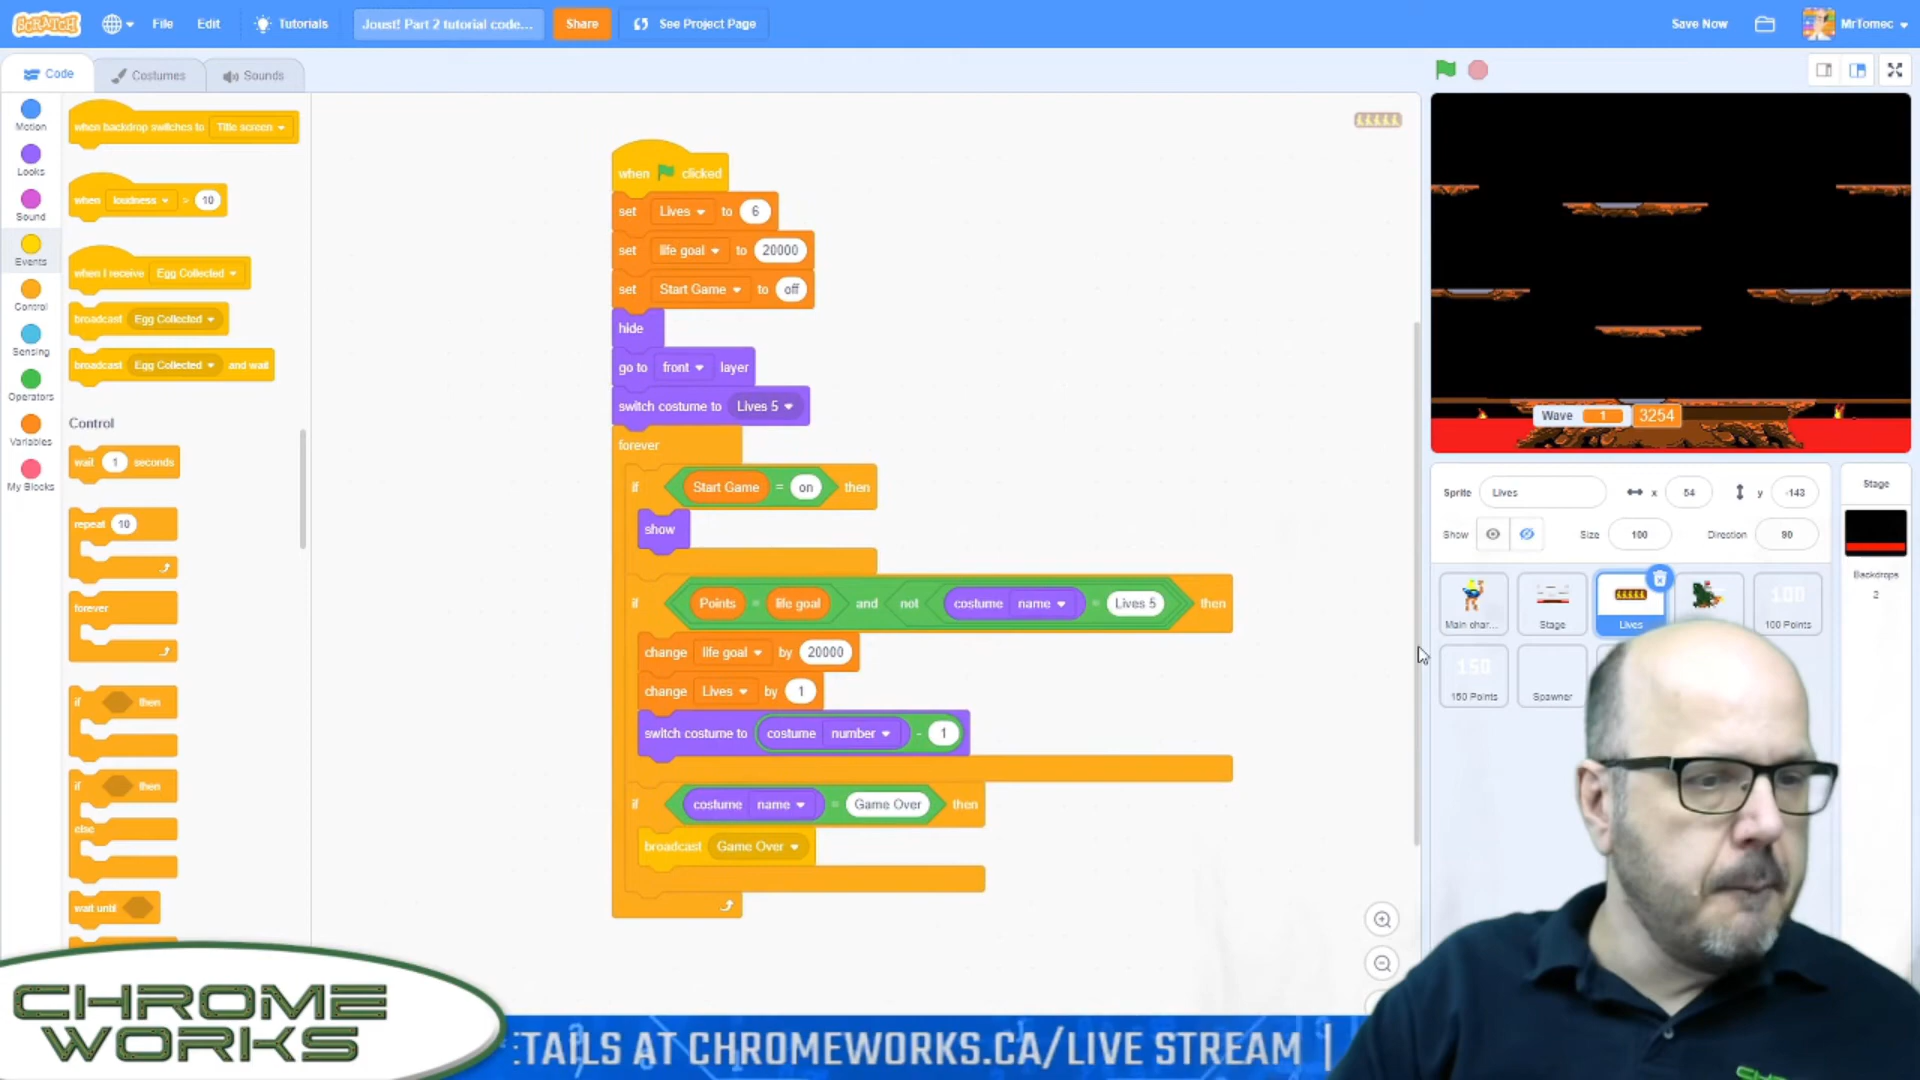 SCRATCH
File
Edit
Tutorials
Joust! Part 2 tutorial code...
Share
See Project Page
Save Now
MrTomec
Code
Costumes
Sounds
Motion
Looks
Sound
Events
Control
Sensing
Operators
Variables
My Blocks
when backdrop switches to Title screen
when loudness > 10
when I receive Egg Collected
broadcast Egg Collected
broadcast Egg Collected and wait
Control
wait 1 seconds
repeat 10
forever
if then
if then
else
wait until
when clicked
set Lives to 6
set life goal to 20000
set Start Game to off
hide
go to front layer
switch costume to Lives 5
forever
if Start Game = on then
show
if Points = life goal and not costume name = Lives 5 then
change life goal by 20000
change Lives by 1
switch costume to costume number - 1
if costume name = Game Over then
broadcast Game Over
Wave 1 3254
Sprite Lives x 54 y -143
Show Size 100 Direction 90
Stage
Backdrops
2
Main char...
Stage
Lives
100
100 Points
150
150 Points
Spawner
CHROME
WORKS
TAILS AT CHROMEWORKS.CA/LIVE STREAM |